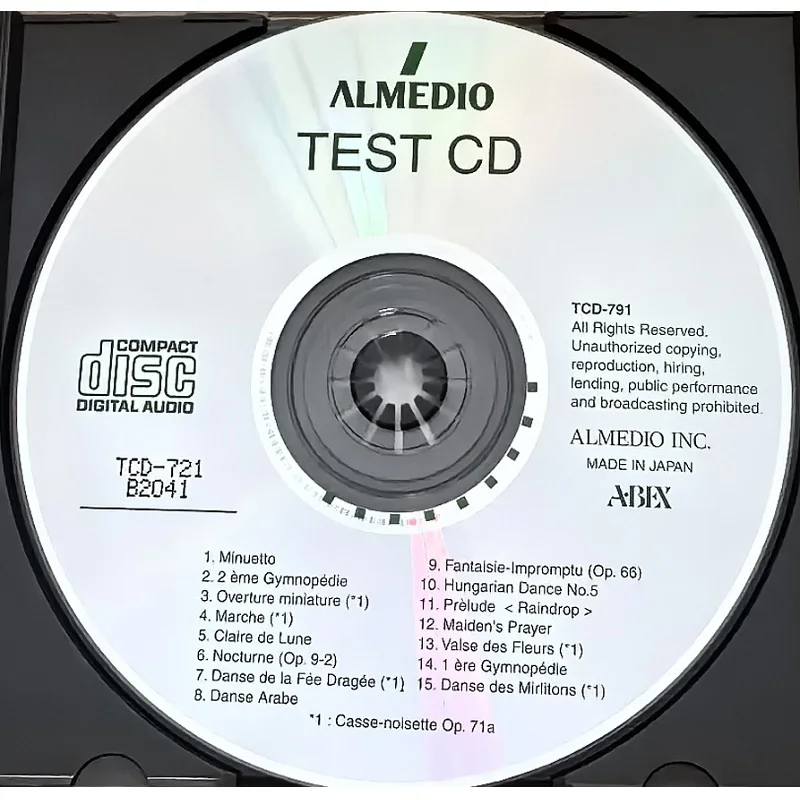 ALMEDIO
TEST CD
COMPACT
disc
DIGITAL AUDIO
TCD-721
B2041
TCD-791
All Rights Reserved.
Unauthorized copying,
reproduction, hiring,
lending, public performance
and broadcasting prohibited.
ALMEDIO INC.
MADE IN JAPAN
ABEX
1. Minuetto
2. 2 ème Gymnopédie
3. Overture miniature (*1)
4. Marche (*1)
5. Claire de Lune
6. Nocturne (Op. 9-2)
7. Danse de la Fée Dragée (*1)
8. Danse Arabe
9. Fantaisie-Impromptu (Op. 66)
10. Hungarian Dance No.5
11. Prèlude < Raindrop >
12. Maiden's Prayer
13. Valse des Fleurs (*1)
14. 1 ère Gymnopédie
15. Danse des Mirlitons (*1)
*1 : Casse-noisette Op. 71a